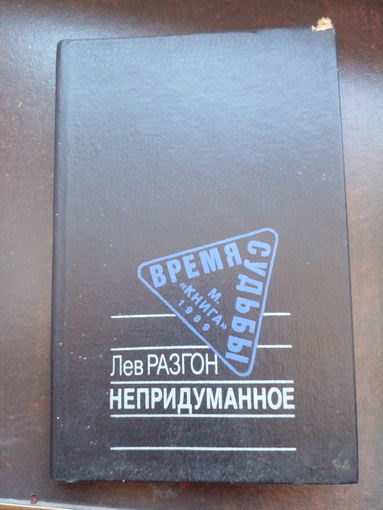 ВРЕМЯ
СУДЬБЫ
М.
«КНИГА»
1989
Лев РАЗГОН
НЕПРИДУМАННОЕ